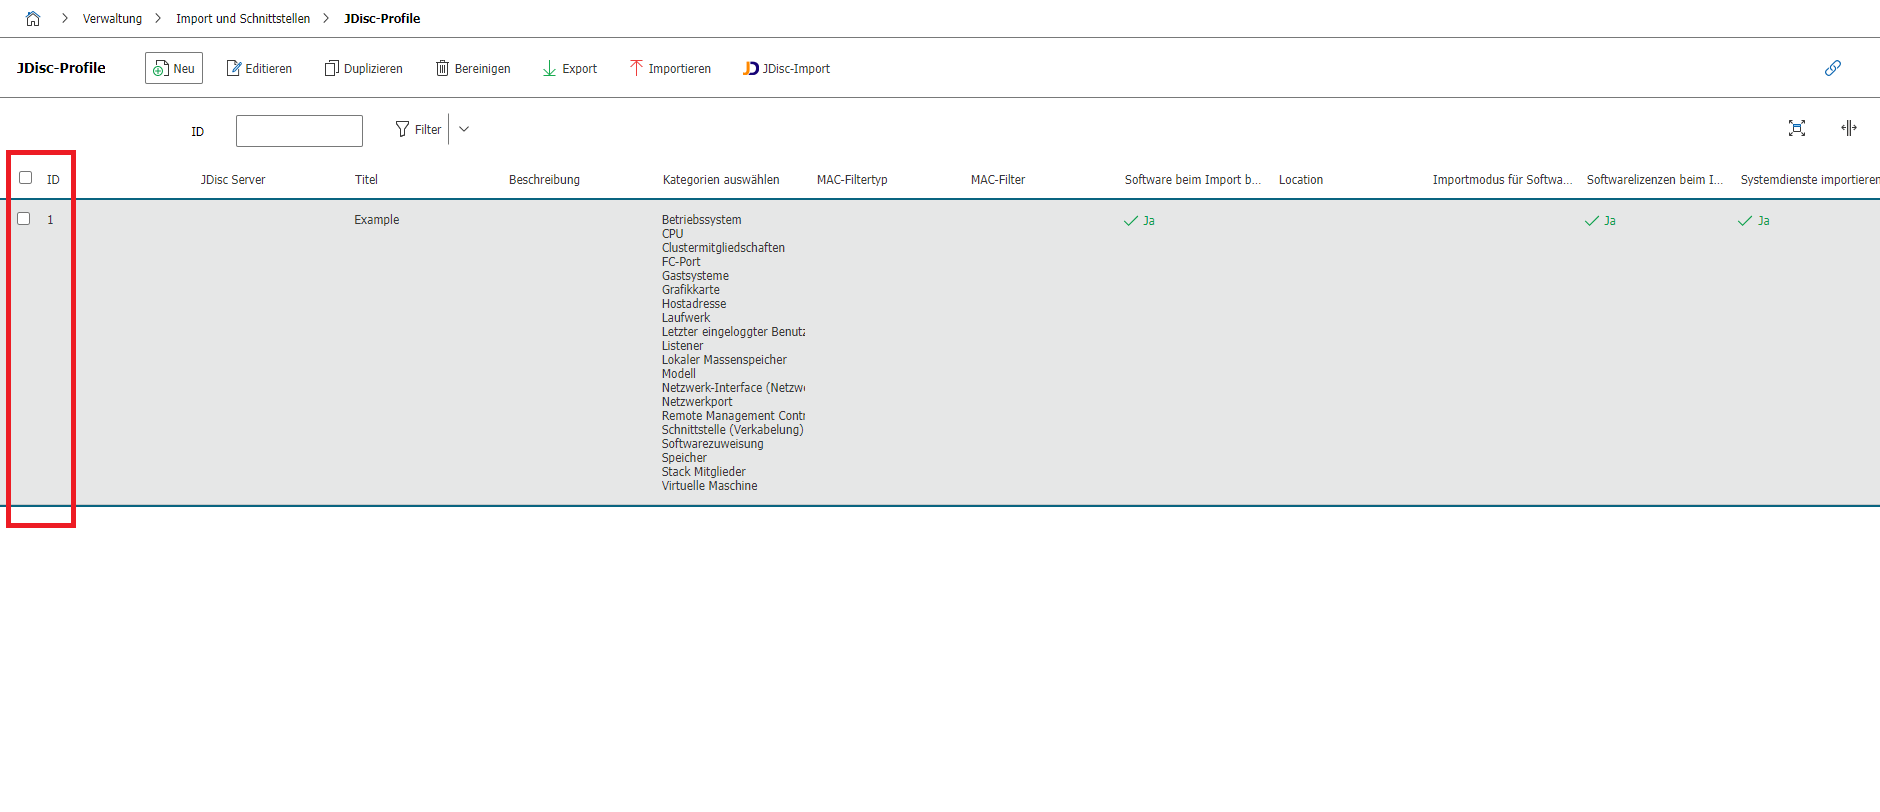 Verwaltung Import und Schnittstellen JDisc-Profile
JDisc-Profile Neu Editieren Duplizieren Bereinigen Export Importieren JDisc-Import
ID Filter
ID JDisc Server Titel Beschreibung Kategorien auswählen MAC-Filtertyp MAC-Filter Software beim Import b... Location Importmodus für Softwa... Softwarelizenzen beim I... Systemdienste importieren
1 Example Betriebssystem Ja Ja Ja
CPU
Clustermitgliedschaften
FC-Port
Gastsysteme
Grafikkarte
Hostadresse
Laufwerk
Letzter eingeloggter Benutz
Listener
Lokaler Massenspeicher
Modell
Netzwerk-Interface (Netzwe
Netzwerkport
Remote Management Contr
Schnittstelle (Verkabelung)
Softwarezuweisung
Speicher
Stack Mitglieder
Virtuelle Maschine